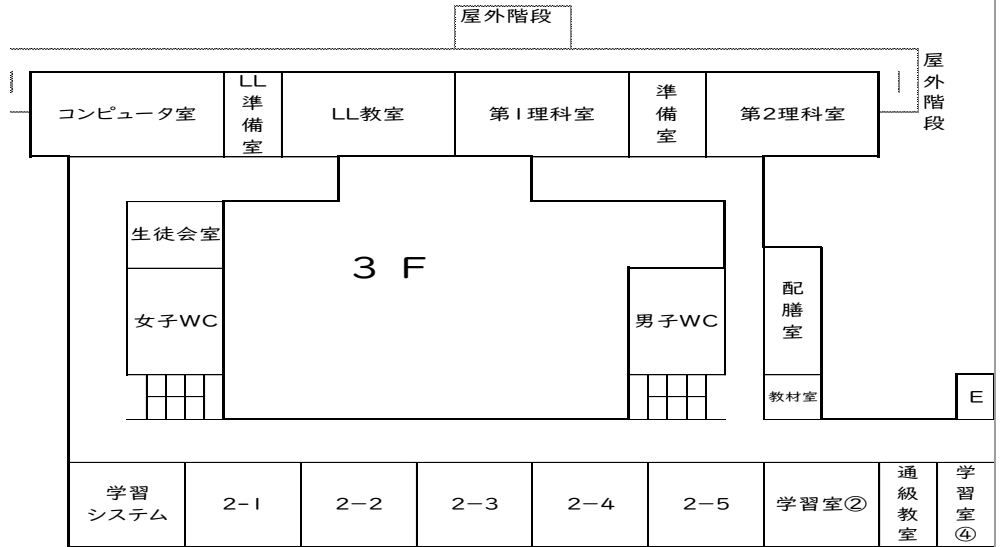 屋外階段
屋外階段
コンピュータ室
LL準備室
LL教室
第1理科室
準備室
第2理科室
生徒会室
3 F
女子WC
男子WC
配膳室
教材室
E
学習
システム
2-1
2-2
2-3
2-4
2-5
学習室②
通級教室
学習室④